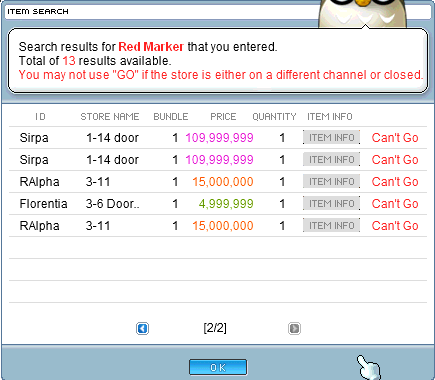 ITEM SEARCH
Search results for Red Marker that you entered.
Total of 13 results available.
You may not use "GO" if the store is either on a different channel or closed.
ID STORE NAME BUNDLE PRICE QUANTITY ITEM INFO
Sirpa 1-14 door 1 109,999,999 1 ITEM INFO Can't Go
Sirpa 1-14 door 1 109,999,999 1 ITEM INFO Can't Go
RAlpha 3-11 1 15,000,000 1 ITEM INFO Can't Go
Florentia 3-6 Door.. 1 4,999,999 1 ITEM INFO Can't Go
RAlpha 3-11 1 15,000,000 1 ITEM INFO Can't Go
[2/2]
OK